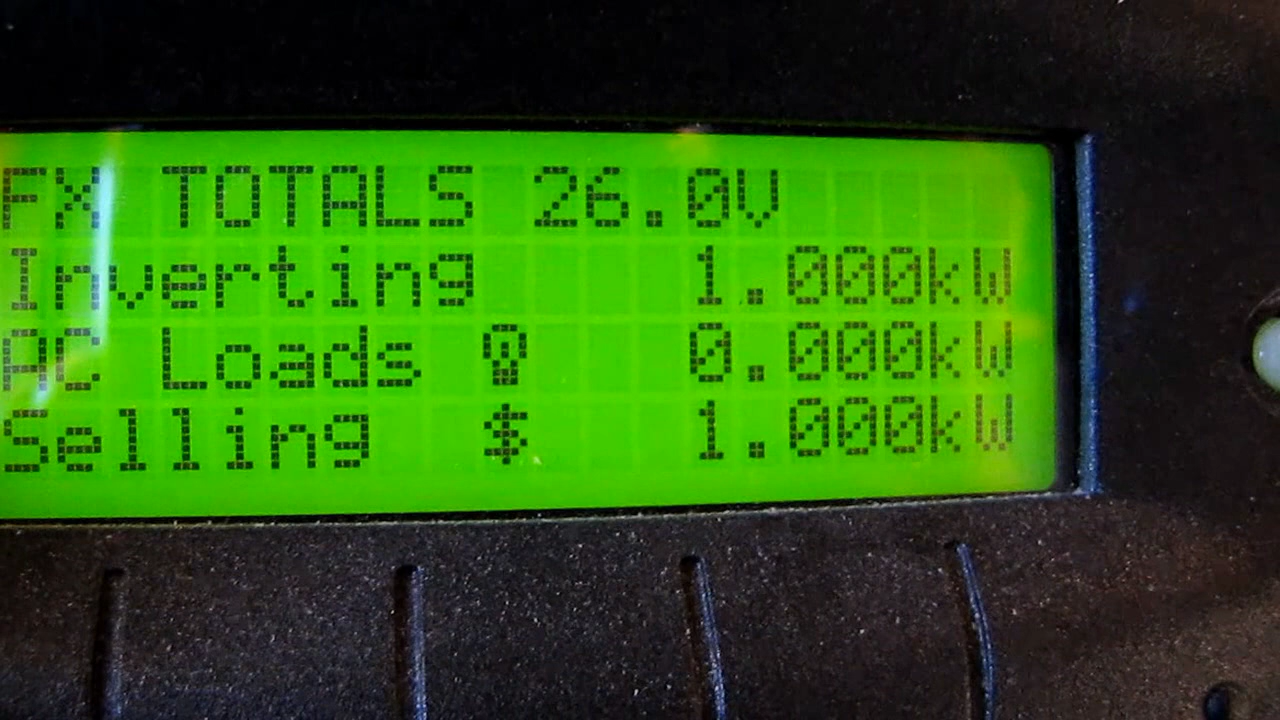 FX TOTALS 26.0V
Inverting 1.000kW
AC Loads 0.000kW
Selling $ 1.000kW